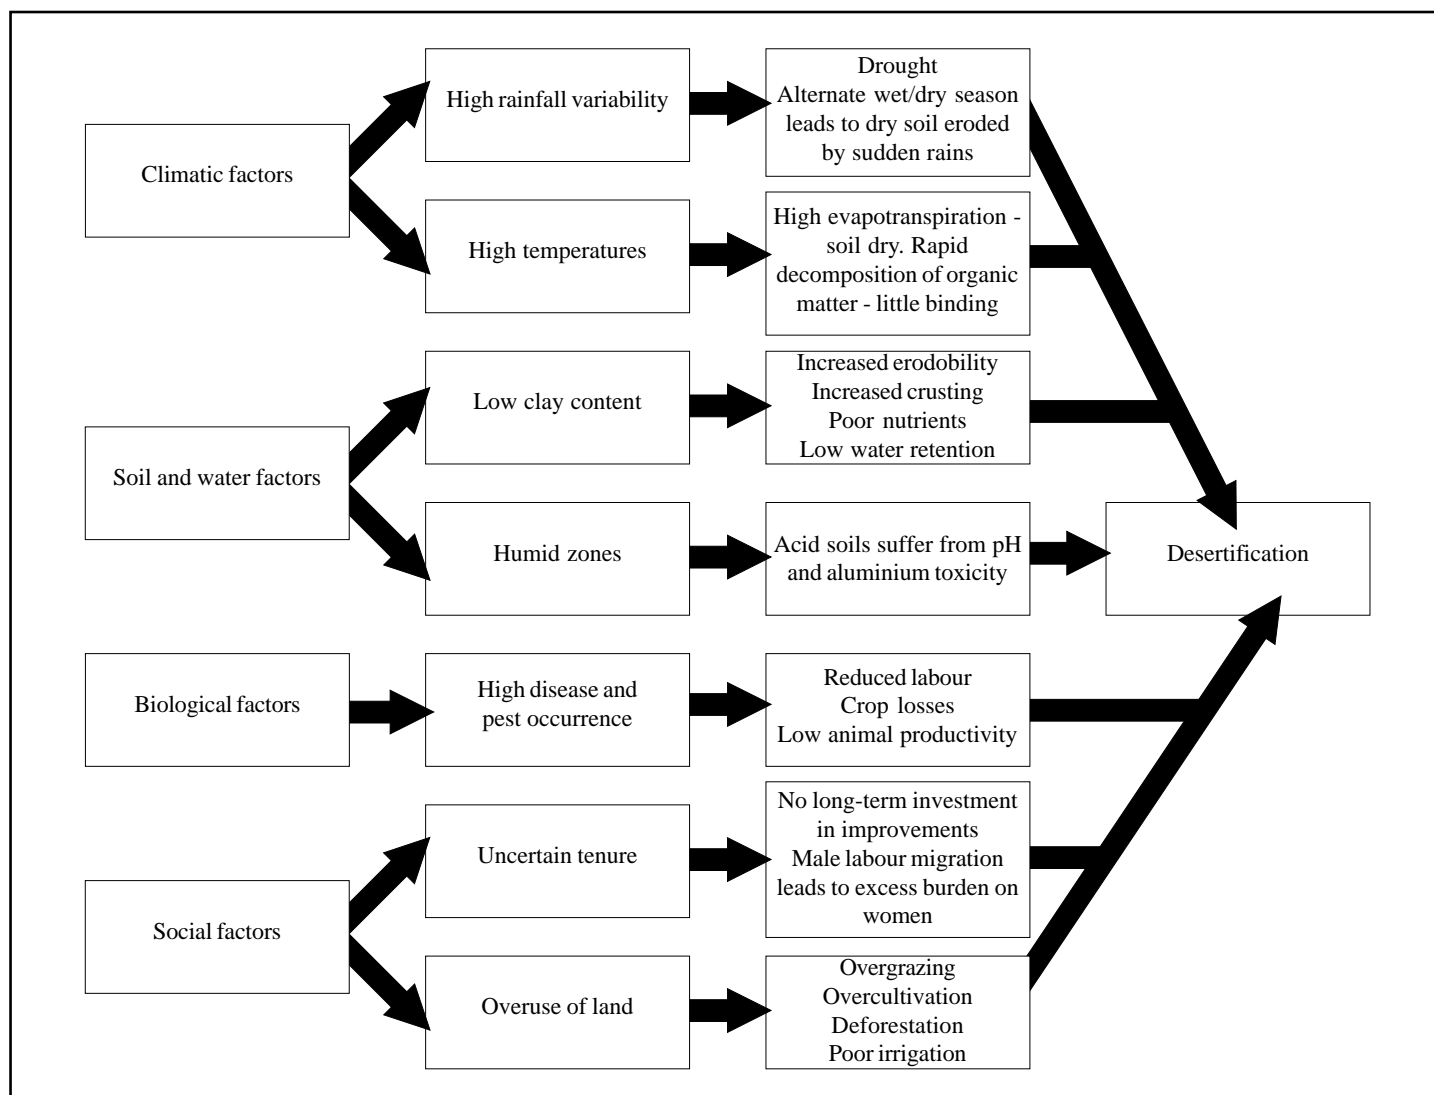 Climatic factors
High rainfall variability
Drought
Alternate wet/dry season
leads to dry soil eroded
by sudden rains
High temperatures
High evapotranspiration -
soil dry. Rapid
decomposition of organic
matter - little binding
Soil and water factors
Low clay content
Increased erodobility
Increased crusting
Poor nutrients
Low water retention
Humid zones
Acid soils suffer from pH
and aluminium toxicity
Desertification
Biological factors
High disease and
pest occurrence
Reduced labour
Crop losses
Low animal productivity
Social factors
Uncertain tenure
No long-term investment
in improvements
Male labour migration
leads to excess burden on
women
Overuse of land
Overgrazing
Overcultivation
Deforestation
Poor irrigation